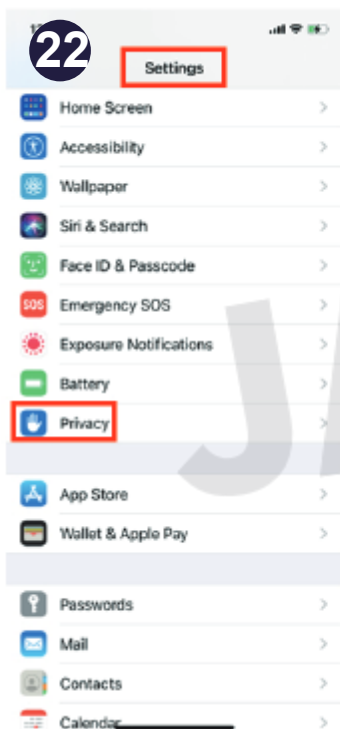 22
Settings
Home Screen
Accessibility
Wallpaper
Siri & Search
Face ID & Passcode
SOS Emergency SOS
Exposure Notifications
Battery
Privacy
App Store
Wallet & Apple Pay
Passwords
Mail
Contacts
Calendar